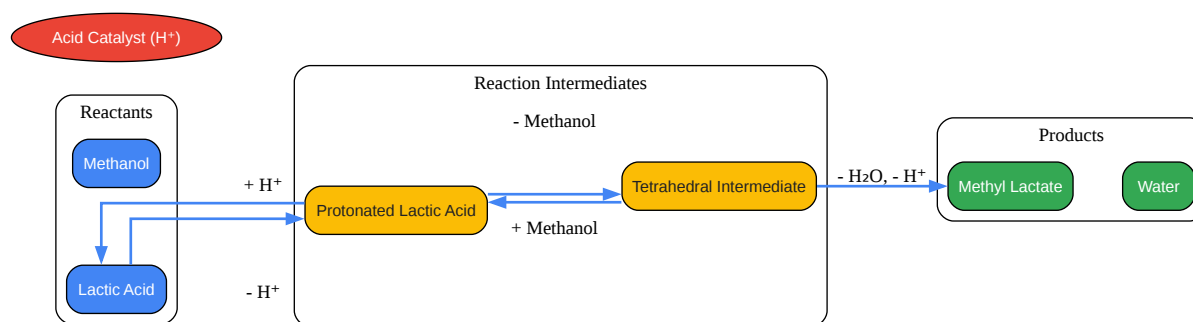 Acid Catalyst (H⁺)
Reactants
Methanol
Lactic Acid
+ H⁺
- H⁺
Reaction Intermediates
- Methanol
Protonated Lactic Acid
Tetrahedral Intermediate
+ Methanol
- H₂O, - H⁺
Products
Methyl Lactate
Water